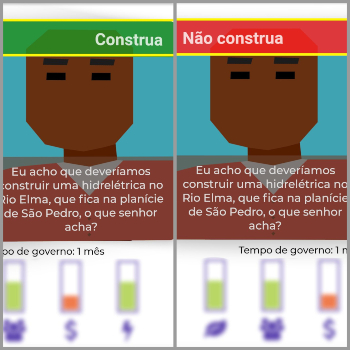 Construa
Eu acho que deveríamos
construir uma hidrelétrica no
Rio Elma, que fica na planície
de São Pedro, o que senhor
acha?
po de governo: 1 mês
Não construa
Eu acho que deveríamos
construir uma hidrelétrica no
Rio Elma, que fica na planície
de São Pedro, o que senhor
acha?
Tempo de governo: 1 m